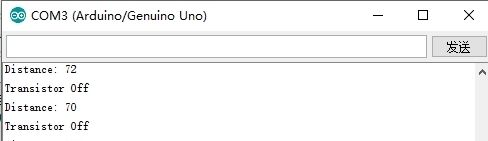 COM3 (Arduino/Genuino Uno)
发送
Distance: 72
Transistor Off
Distance: 70
Transistor Off